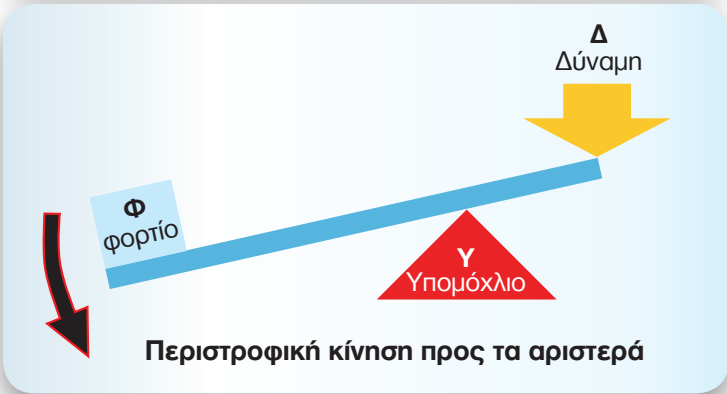 Δ
Δύναμη
Φ
φορτίο
Υ
Υπομόχλιο
Περιστροφική κίνηση προς τα αριστερά